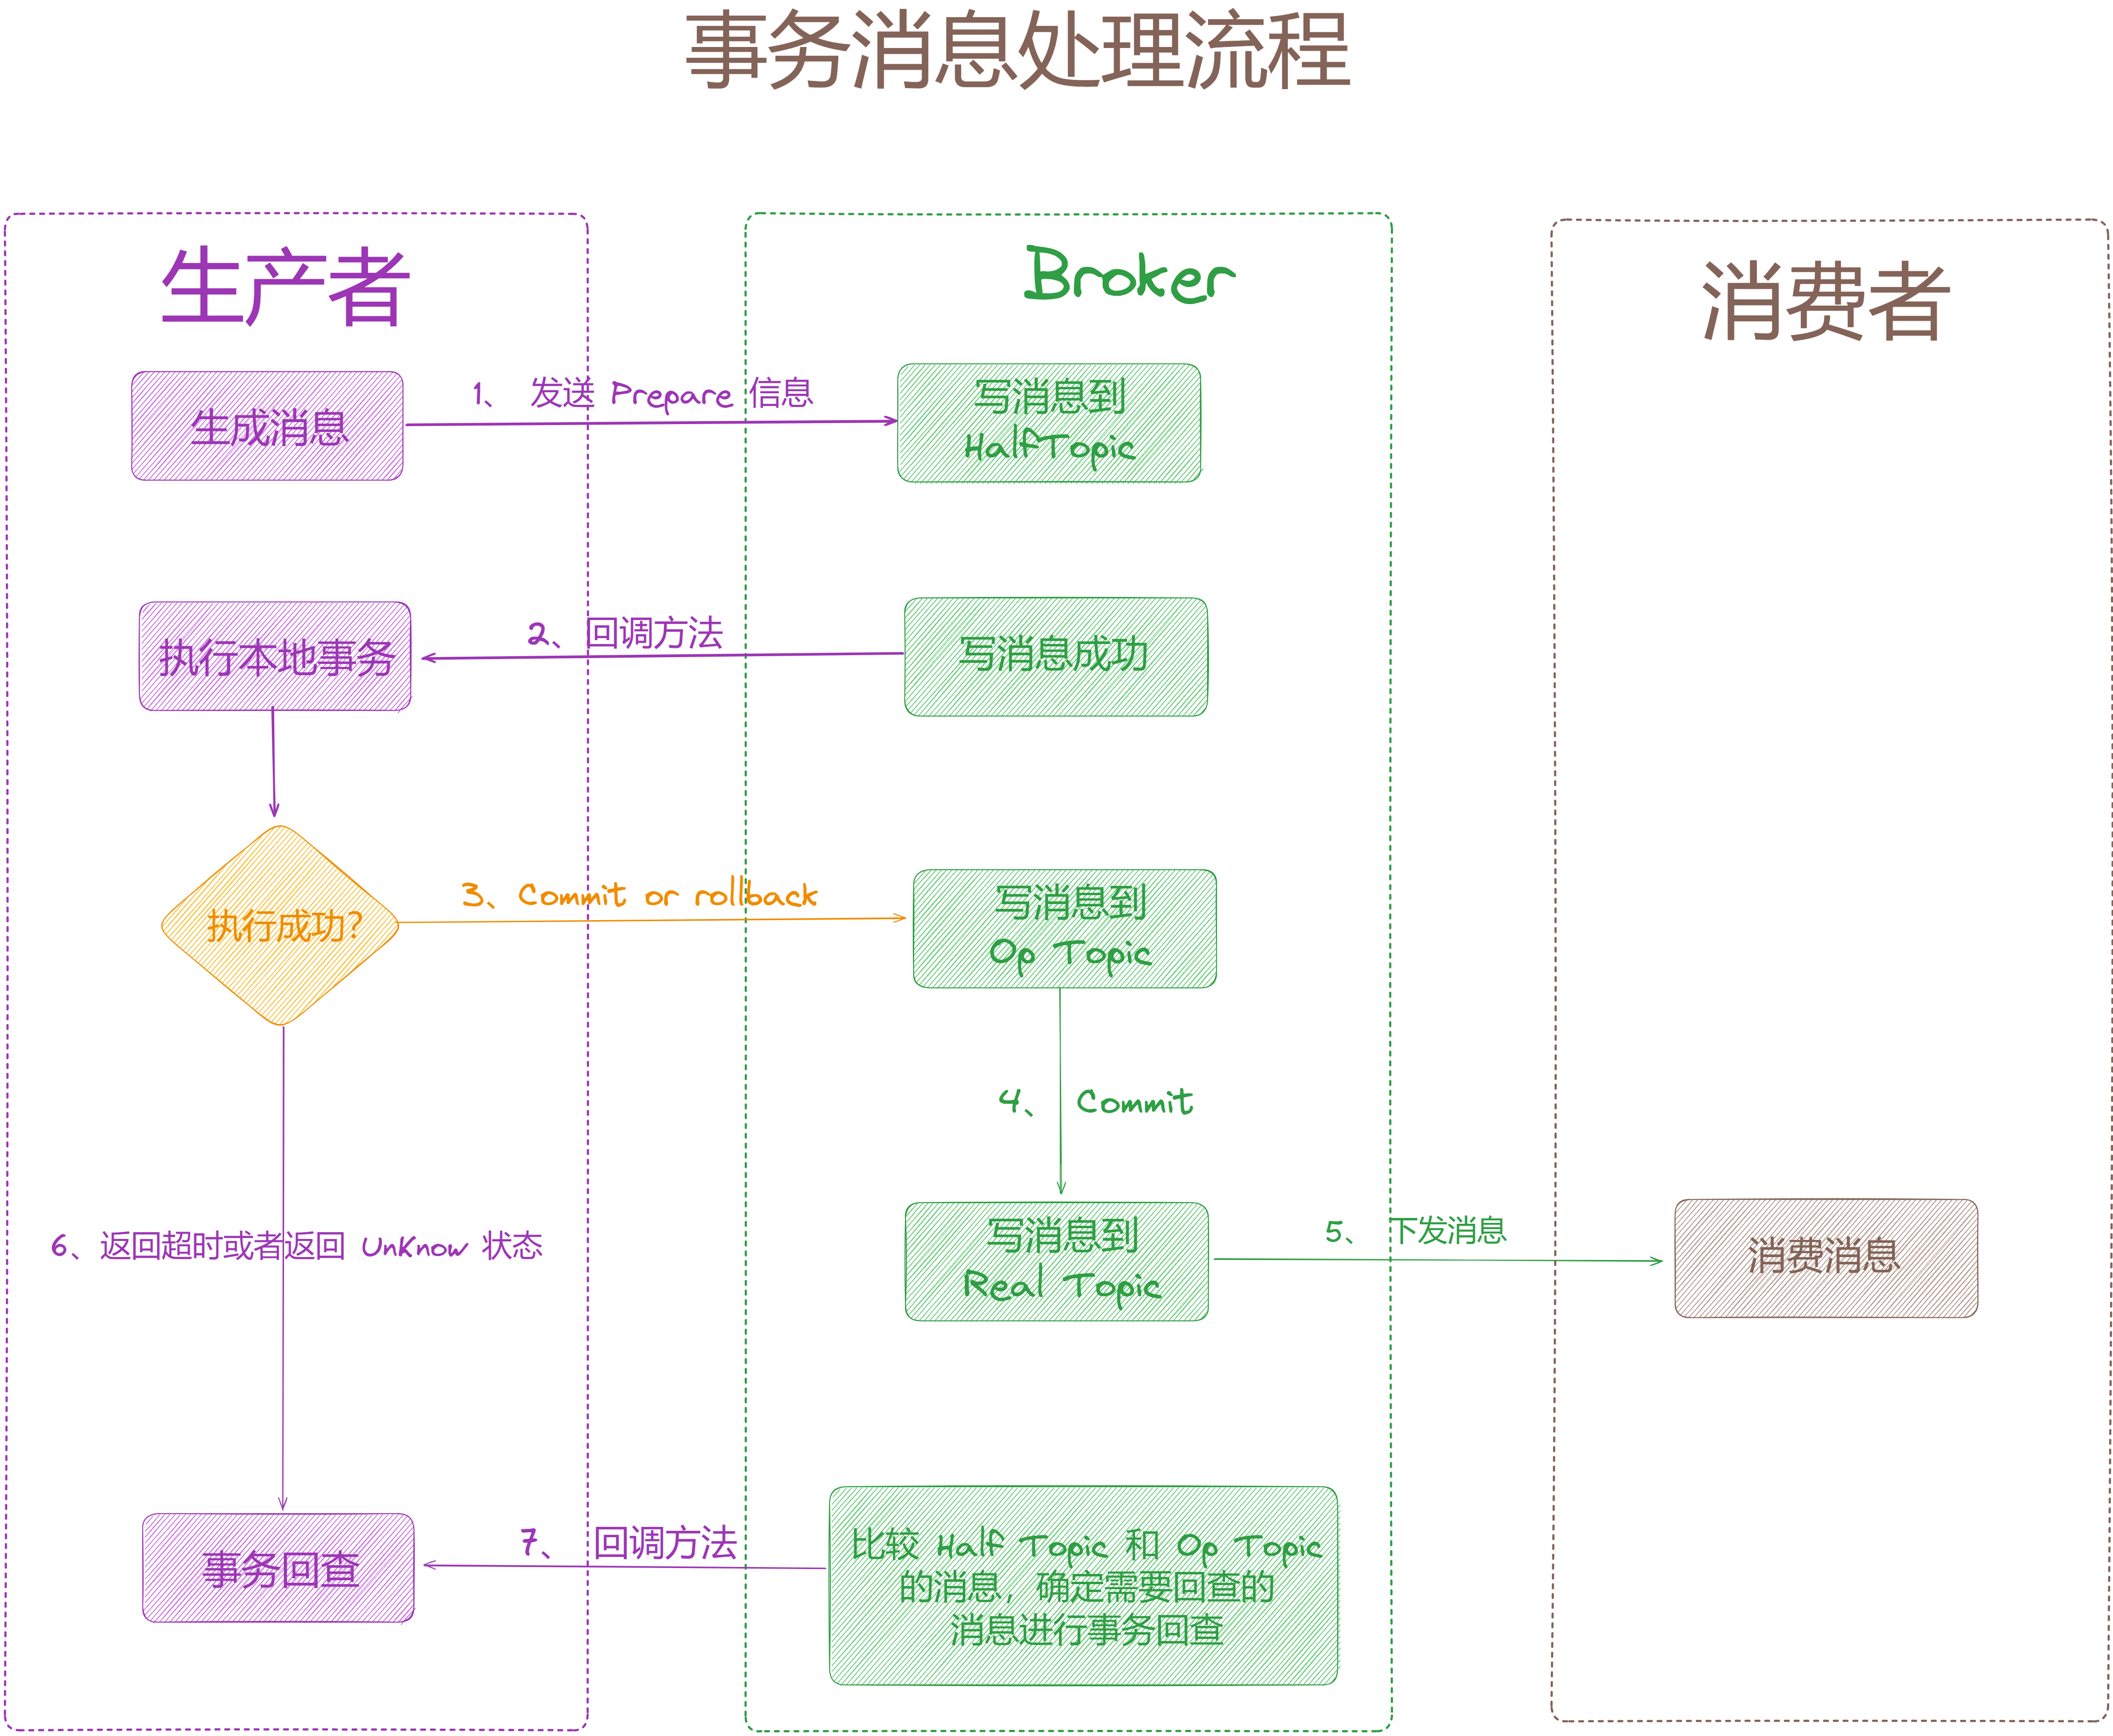 事务消息处理流程
生产者
Broker
消费者
生成消息
1、 发送 Prepare 信息
写消息到
HalfTopic
执行本地事务
2、 回调方法
写消息成功
执行成功?
3、Commit or rollback
写消息到
Op Topic
4、 Commit
6、返回超时或者返回 UnKnow 状态
写消息到
Real Topic
5、 下发消息
消费消息
事务回查
7、 回调方法
比较 Half Topic 和 Op Topic
的消息，确定需要回查的
消息进行事务回查